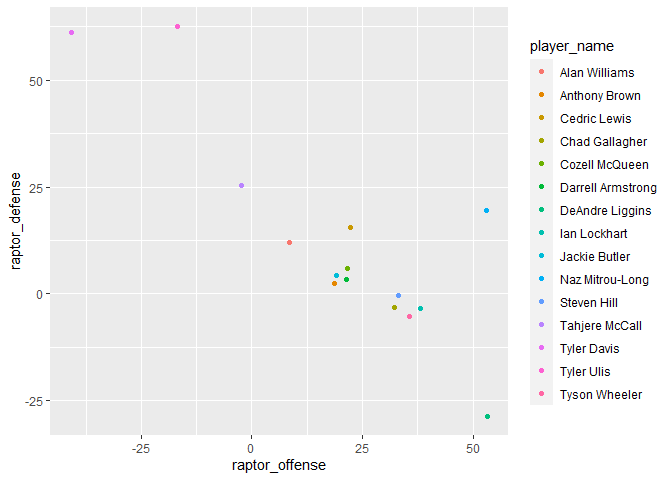 player_name
Alan Williams
Anthony Brown
Cedric Lewis
Chad Gallagher
Cozell McQueen
Darrell Armstrong
DeAndre Liggins
Ian Lockhart
Jackie Butler
Naz Mitrou-Long
Steven Hill
Tahjere McCall
Tyler Davis
Tyler Ulis
Tyson Wheeler
raptor_defense
50
25
0
-25
-25
0
25
50
raptor_offense